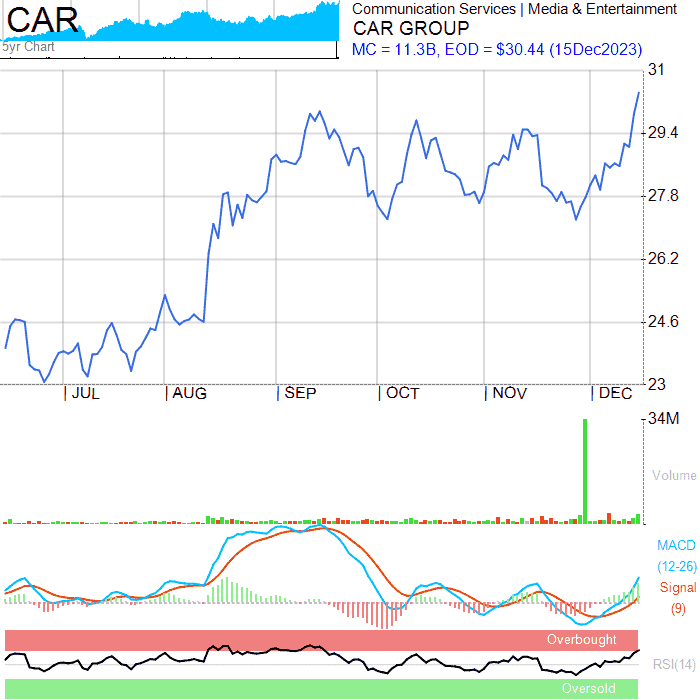 CAR
5yr Chart
Communication Services | Media & Entertainment
CAR GROUP
MC = 11.3B, EOD = $30.44 (15Dec2023)
31
29.4
27.8
26.2
24.6
23
JUL
AUG
SEP
OCT
NOV
DEC
34M
Volume
MACD
(12-26)
Signal
(9)
Overbought
RSI(14)
Oversold